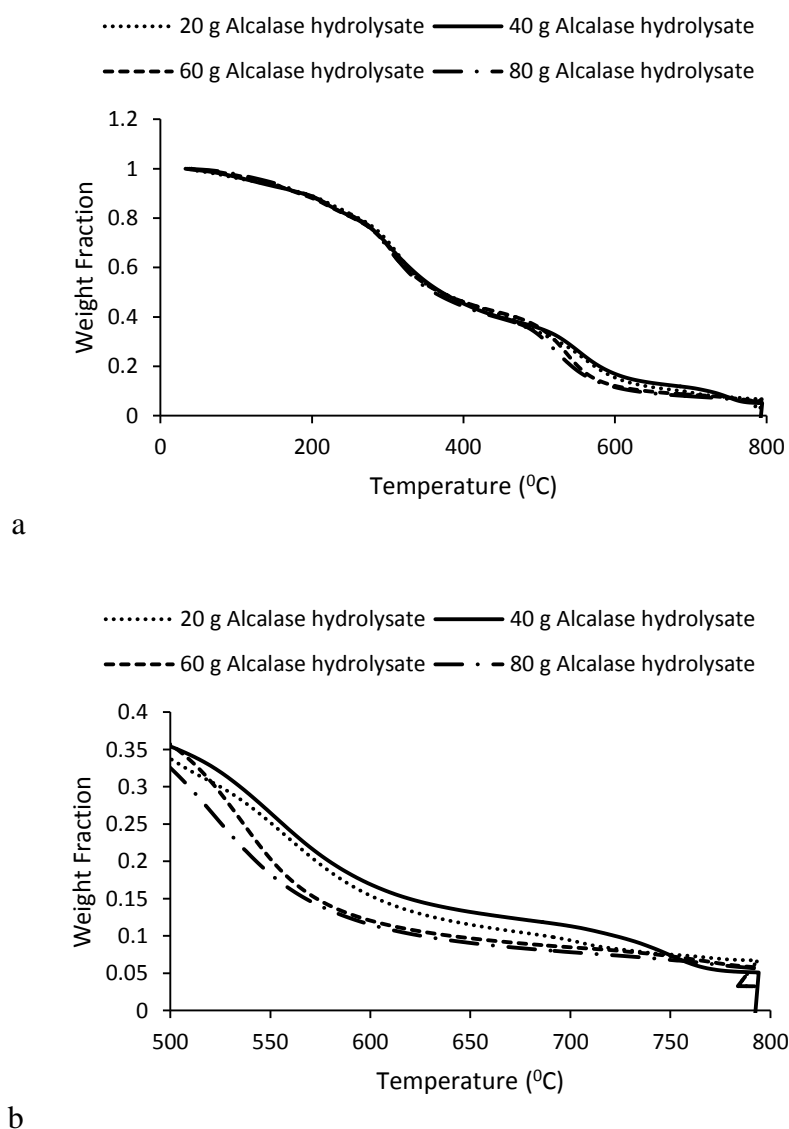 20 g Alcalase hydrolysate 40 g Alcalase hydrolysate
60 g Alcalase hydrolysate 80 g Alcalase hydrolysate
1.2
1
0.8
0.6
0.4
0.2
0
Weight Fraction
0 200 400 600 800
Temperature (⁰C)
a
20 g Alcalase hydrolysate 40 g Alcalase hydrolysate
60 g Alcalase hydrolysate 80 g Alcalase hydrolysate
0.4
0.35
0.3
0.25
0.2
0.15
0.1
0.05
0
Weight Fraction
500 550 600 650 700 750 800
Temperature (⁰C)
b